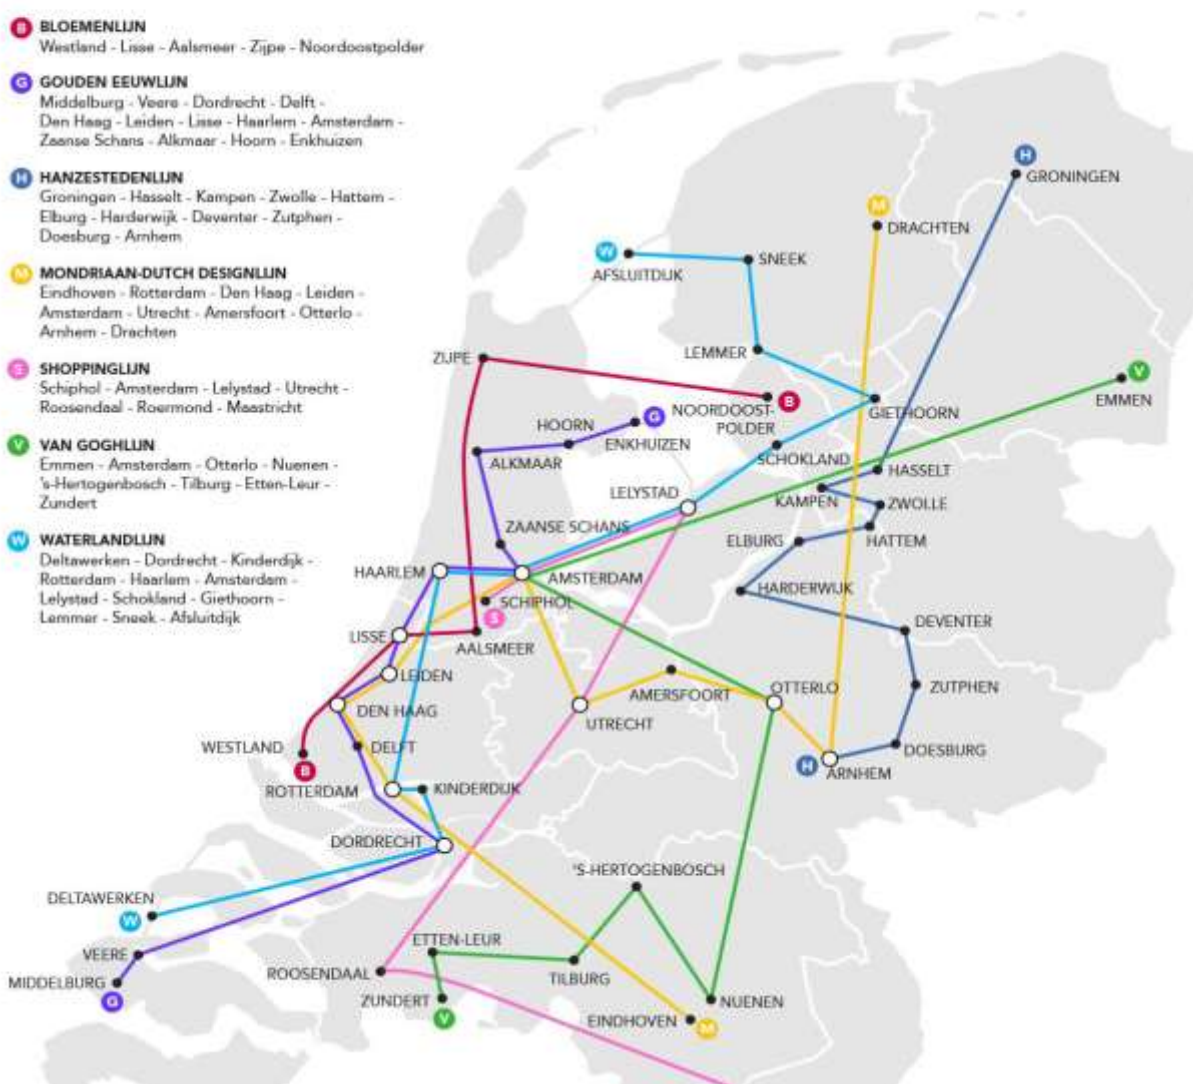 B BLOEMENLIJN
Westland - Lisse - Aalsmeer - Zijpe - Noordoostpolder
G GOUDEN EEUWLIJN
Middelburg - Veere - Dordrecht - Delft -
Den Haag - Leiden - Lisse - Haarlem - Amsterdam -
Zaanse Schans - Alkmaar - Hoorn - Enkhuizen
H HANZESTEDENLIJN
Groningen - Hasselt - Kampen - Zwolle - Hattem -
Elburg - Harderwijk - Deventer - Zutphen -
Doesburg - Arnhem
M MONDRIAAN-DUTCH DESIGNLIJN
Eindhoven - Rotterdam - Den Haag - Leiden -
Amsterdam - Utrecht - Amersfoort - Otterlo -
Arnhem - Drachten
S SHOPPINGLIJN
Schiphol - Amsterdam - Lelystad - Utrecht -
Roosendaal - Roermond - Maastricht
V VAN GOGHLIJN
Emmen - Amsterdam - Otterlo - Nuenen -
's-Hertogenbosch - Tilburg - Etten-Leur -
Zundert
W WATERLANDLIJN
Deltawerken - Dordrecht - Kinderdijk -
Rotterdam - Haarlem - Amsterdam -
Lelystad - Schokland - Giethoorn -
Lemmer - Sneek - Afsluitdijk
H
GRONINGEN
M
DRACHTEN
W
AFSLUITDIJK
SNEEK
LEMMER
ZIJPE
V
EMMEN
NOORDOOST-
POLDER
B
GIETHOORN
HOORN
G
ENKHUIZEN
ALKMAAR
SCHOKLAND
HASSELT
LELYSTAD
KAMPEN
ZWOLLE
ZAANSE SCHANS
ELBURG
HATTEM
HAARLEM
AMSTERDAM
HARDERWIJK
SCHIPHOL
S
DEVENTER
LISSE
AALSMEER
LEIDEN
AMERSFOORT
OTTERLO
ZUTPHEN
DEN HAAG
UTRECHT
WESTLAND
B
DELFT
DOESBURG
H
ARNHEM
ROTTERDAM
KINDERDIJK
DORDRECHT
'S-HERTOGENBOSCH
DELTAWERKEN
W
ETTEN-LEUR
VEERE
ROOSENDAAL
TILBURG
MIDDELBURG
G
ZUNDERT
V
NUENEN
EINDHOVEN
M